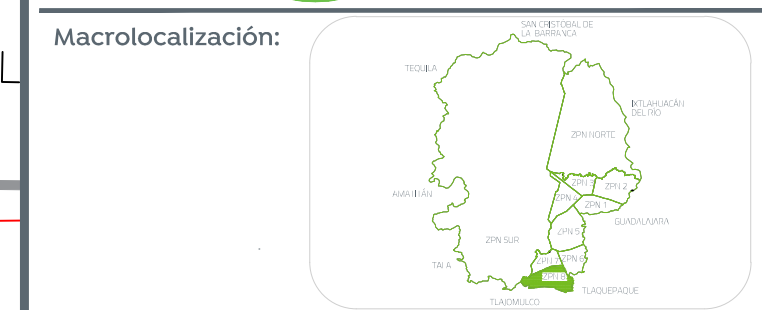 Macrolocalización:
SAN CRISTOBAL DE
LA BARRANCA
TEQUILA
IXTLAHUACÁN
DEL RÍO
ZPN NORTE
ZPN 3
ZPN 2
AMATITÁN
ZPN 4
ZPN 1
GUADALAJARA
ZPN 5
ZPN SUR
ZPN 7
ZPN 6
TALA
ZPN 8
TLAQUEPAQUE
TLAJOMULCO